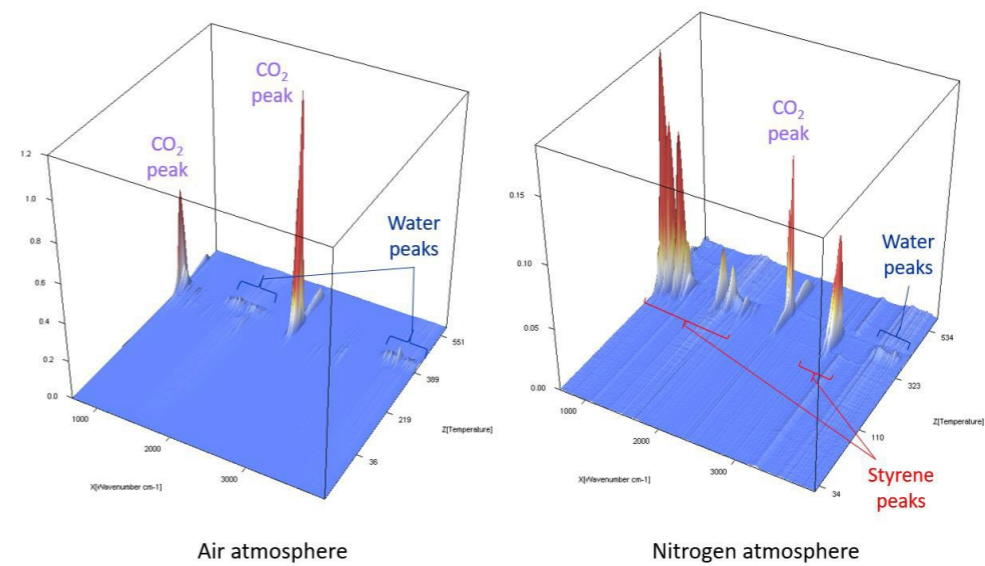 CO2
peak
CO2
peak
Water
peaks
1.2
1.0
0.8
0.6
0.4
0.2
0.0
1000
2000
3000
X[Wavenumber cm-1]
551
389
219
36
Z[Temperature]
Air atmosphere
CO2
peak
Water
peaks
0.15
0.10
0.05
0.00
1000
2000
3000
X[Wavenumber cm-1]
534
323
110
34
Z[Temperature]
Styrene
peaks
Nitrogen atmosphere